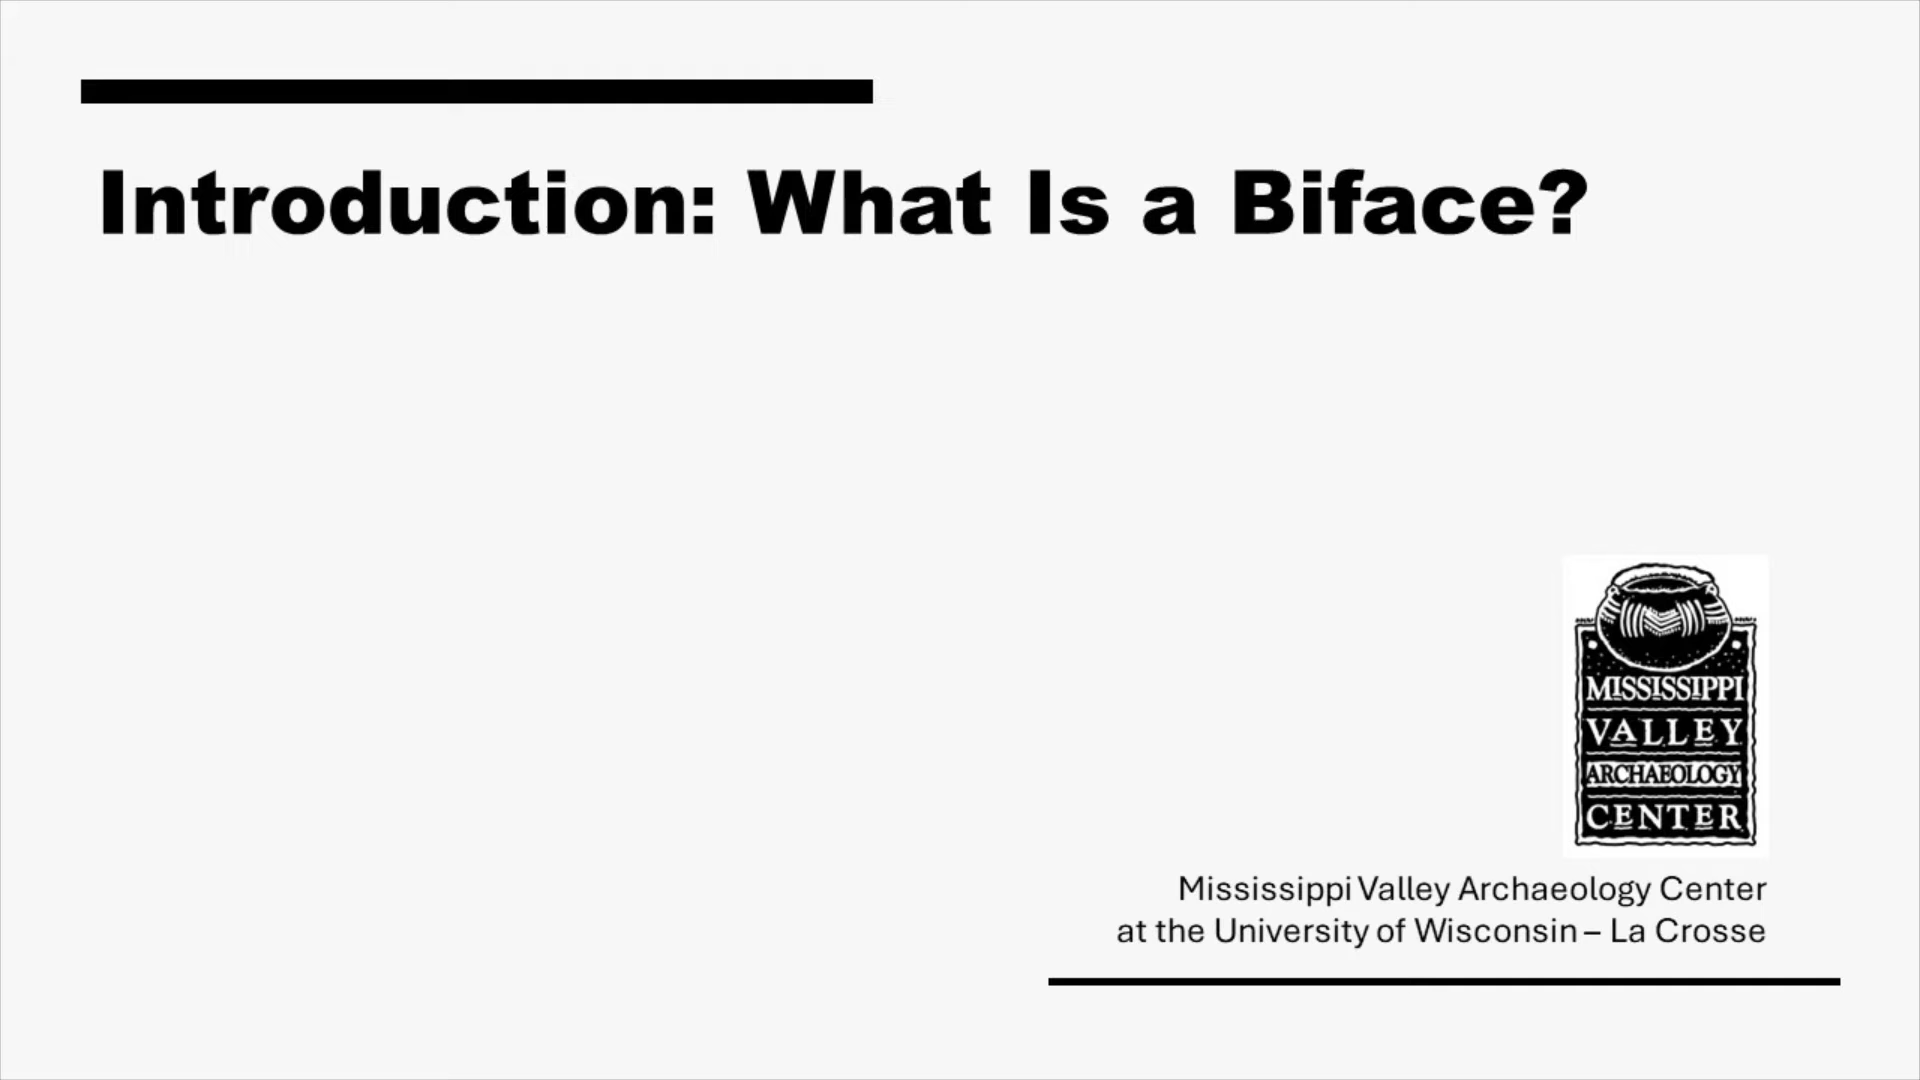 Introduction: What Is a Biface?
MISSISSIPPI
VALLEY
ARCHAEOLOGY
CENTER
Mississippi Valley Archaeology Center
at the University of Wisconsin – La Crosse